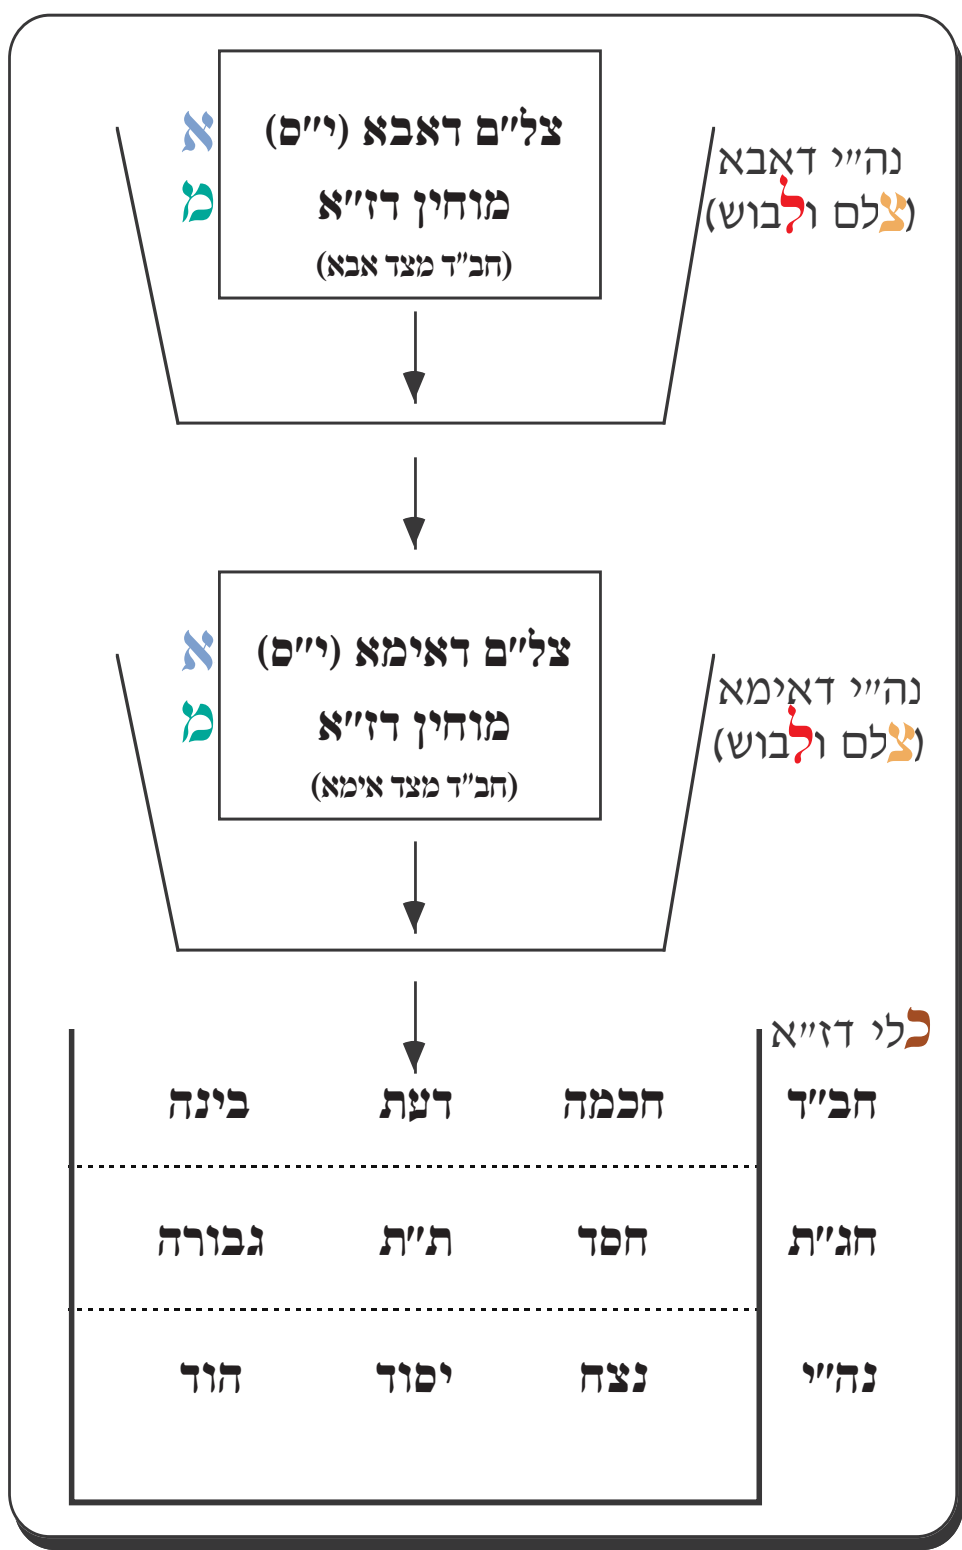 צל"ם דאבא (י"ס)
א
מוחין דז"א
מ
(חב"ד מצד אבא)
נה"י דאבא
(צלם ולבוש)
צל"ם דאימא (י"ס)
א
מוחין דז"א
מ
(חב"ד מצד אימא)
נה"י דאימא
(צלם ולבוש)
כלי דז"א
חב"ד חכמה דעת בינה
חג"ת חסד ת"ת גבורה
נה"י נצח יסוד הוד